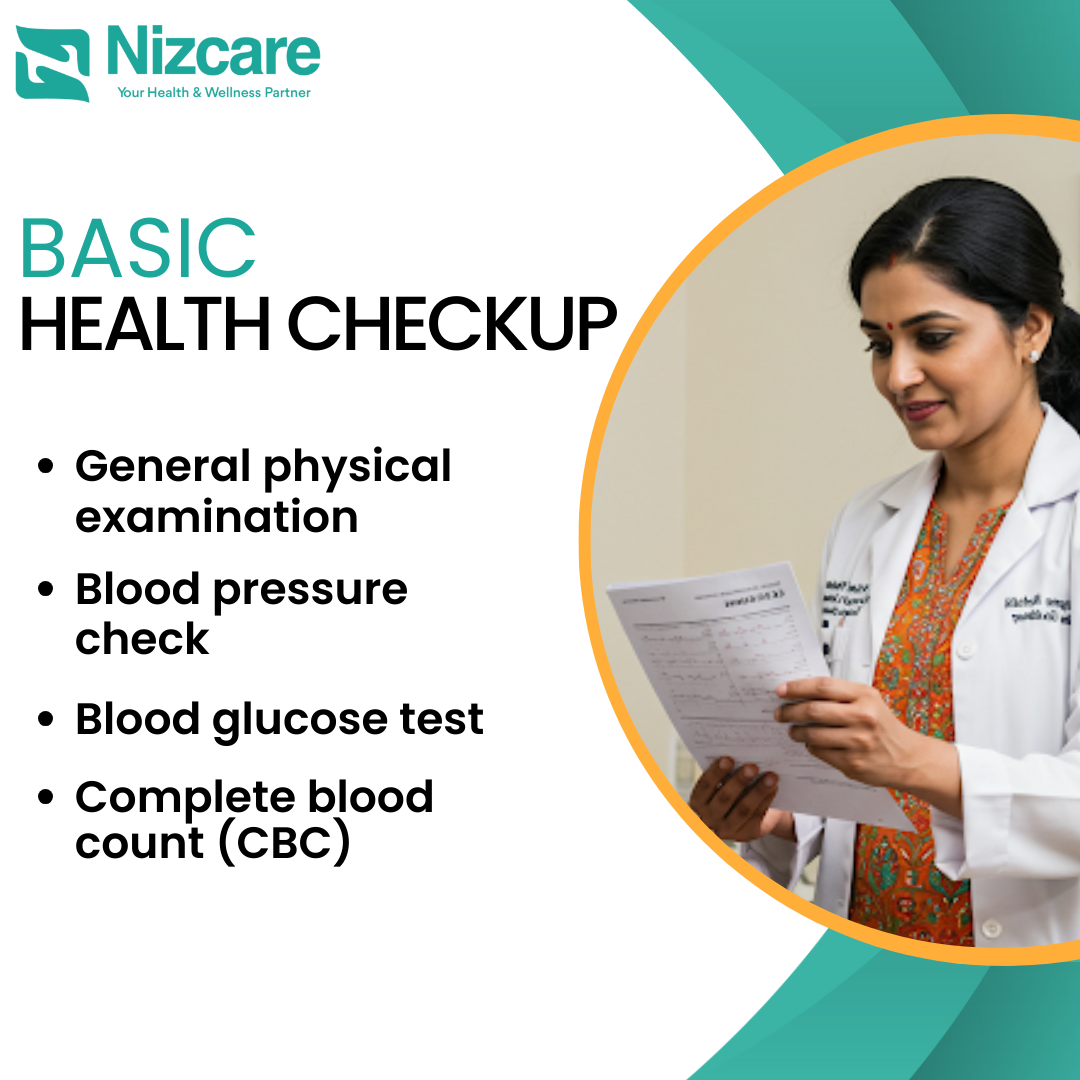 Nizcare
Your Health & Wellness Partner
BASIC
HEALTH CHECKUP
• General physical
examination
• Blood pressure
check
• Blood glucose test
• Complete blood
count (CBC)